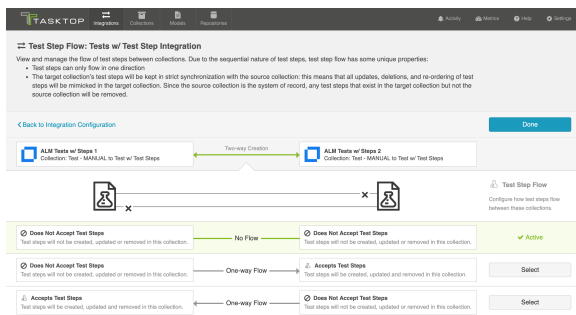 TASKTOP
Integrations
Collections
Models
Repositories
Activity
Metrics
Help
Settings
Test Step Flow: Tests w/ Test Step Integration
View and manage the flow of test steps between collections. Due to the sequential nature of test steps, test step flow has some unique properties:
• Test steps can only flow in one direction
• The target collection's test steps will be kept in strict synchronization with the source collection: this means that all updates, deletions, and re-ordering of test
steps will be mimicked in the target collection. Since the source collection is the system of record, any test steps that exist in the target collection but not the
source collection will be removed.
Back to Integration Configuration
Done
ALM Tests w/ Steps 1
Collection: Test - MANUAL to Test w/ Test Steps
Two-way Creation
ALM Tests w/ Steps 2
Collection: Test - MANUAL to Test w/ Test Steps
Test Step Flow
Configure how test steps flow
between these collections.
Does Not Accept Test Steps
Test steps will not be created, updated or removed in this collection.
No Flow
Does Not Accept Test Steps
Test steps will not be created, updated or removed in this collection.
Active
Does Not Accept Test Steps
Test steps will not be created, updated or removed in this collection.
One-way Flow
Accepts Test Steps
Test steps will be created, updated and removed in this collection.
Select
Accepts Test Steps
Test steps will be created, updated and removed in this collection.
One-way Flow
Does Not Accept Test Steps
Test steps will not be created, updated or removed in this collection.
Select